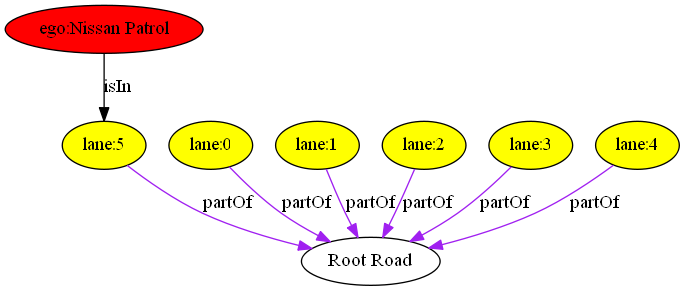 ego:Nissan Patrol
isIn
lane:5
lane:0
lane:1
lane:2
lane:3
lane:4
partOf
partOf
partOf
partOf
partOf
partOf
Root Road